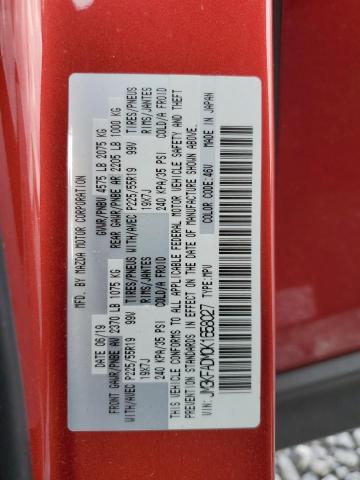 MFD. BY MAZDA MOTOR CORPORATION
DATE 06/19 GVWR/PNBV 4575 LB 2075 KG
FRONT GAWR/PNBE AV 2370 LB 1075 KG REAR GAWR/PNBE AR 2205 LB 1000 KG
WITH/AVEC P225/55R19 99V TIRES/PNEUS WITH/AVEC P225/55R19 99V TIRES/PNEUS
19X7J RIMS/JANTES 19X7J RIMS/JANTES
240 KPA/35 PSI COLD/A FROID 240 KPA/35 PSI COLD/A FROID
THIS VEHICLE CONFORMS TO ALL APPLICABLE FEDERAL MOTOR VEHICLE SAFETY AND THEFT
PREVENTION STANDARDS IN EFFECT ON THE DATE OF MANUFACTURE SHOWN ABOVE.
VIN: JM3KFADM3K1658027 COLOR CODE:46V MADE IN JAPAN
TYPE:MPV